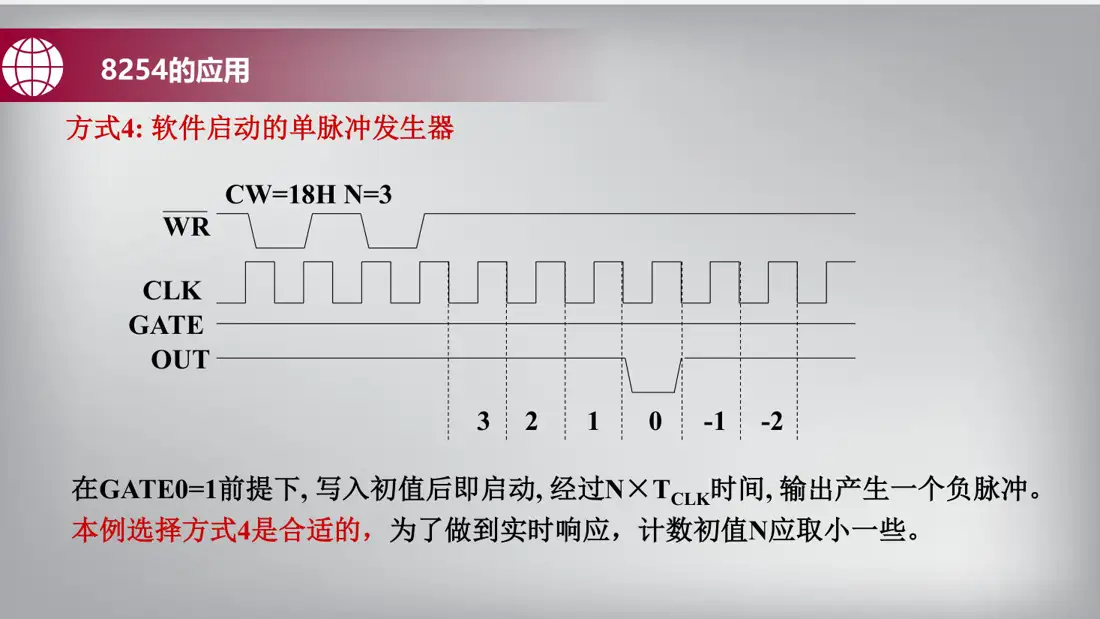 8254的应用
方式4: 软件启动的单脉冲发生器
CW=18H N=3
WR
CLK
GATE
OUT
3 2 1 0 -1 -2
在GATE0=1前提下, 写入初值后即启动, 经过N×TCLK时间, 输出产生一个负脉冲。
本例选择方式4是合适的，为了做到实时响应，计数初值N应取小一些。